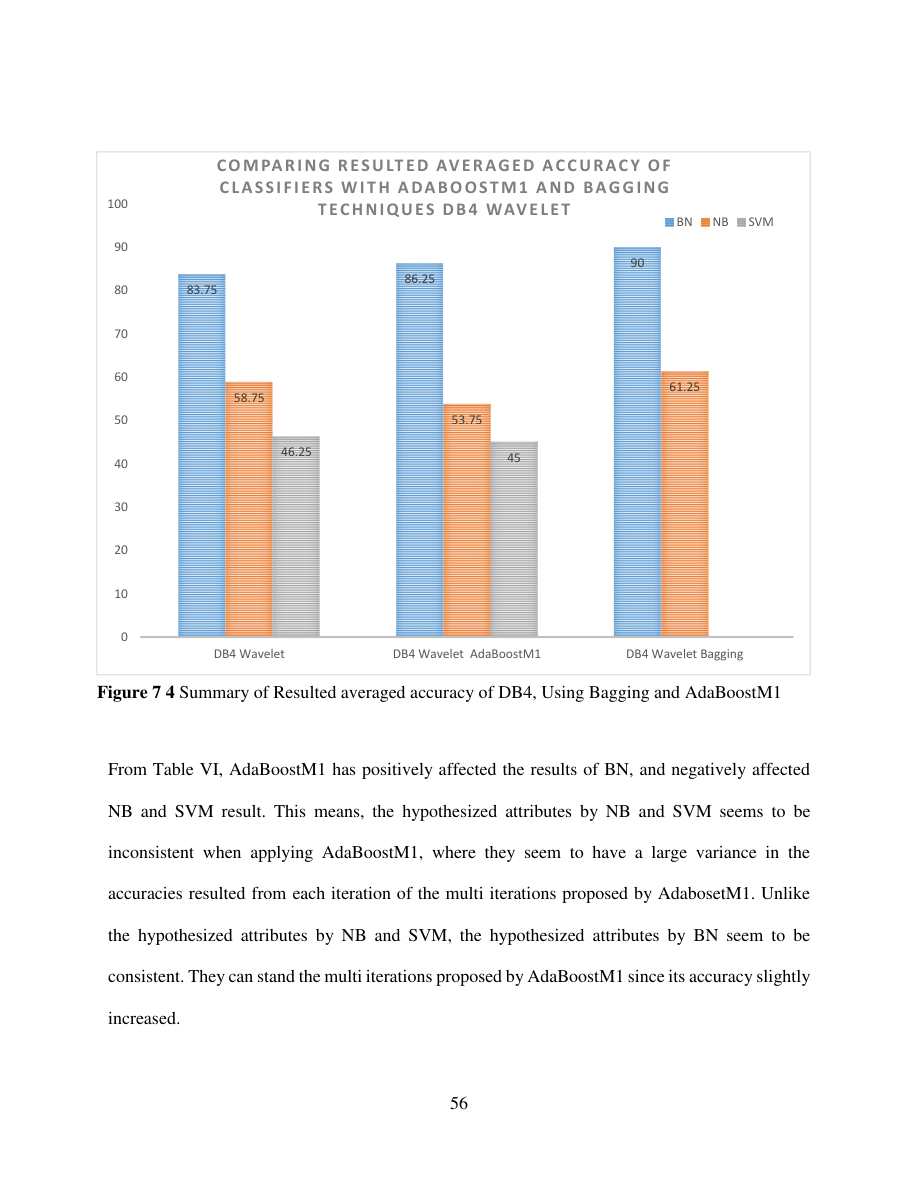 COMPARING RESULTED AVERAGED ACCURACY OF
CLASSIFIERS WITH ADABOOSTM1 AND BAGGING
TECHNIQUES DB4 WAVELET
BN NB SVM
100
90
80
70
60
50
40
30
20
10
0
83.75
58.75
46.25
86.25
53.75
45
90
61.25
DB4 Wavelet
DB4 Wavelet AdaBoostM1
DB4 Wavelet Bagging
Figure 7 4 Summary of Resulted averaged accuracy of DB4, Using Bagging and AdaBoostM1
From Table VI, AdaBoostM1 has positively affected the results of BN, and negatively affected
NB and SVM result. This means, the hypothesized attributes by NB and SVM seems to be
inconsistent when applying AdaBoostM1, where they seem to have a large variance in the
accuracies resulted from each iteration of the multi iterations proposed by AdabosetM1. Unlike
the hypothesized attributes by NB and SVM, the hypothesized attributes by BN seem to be
consistent. They can stand the multi iterations proposed by AdaBoostM1 since its accuracy slightly
increased.
56